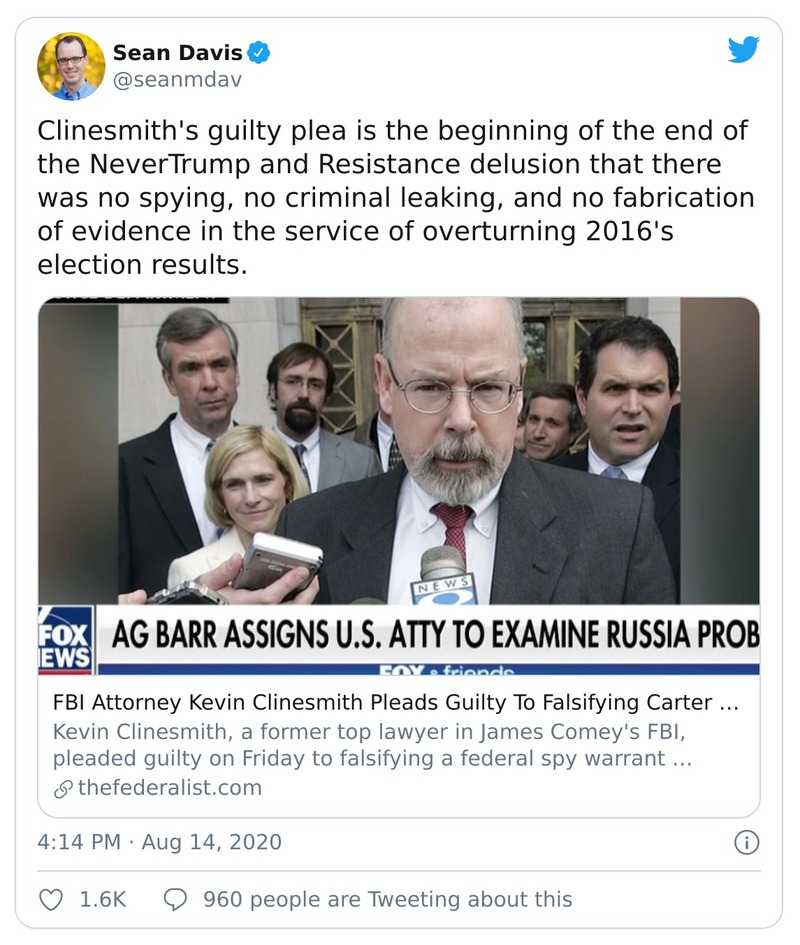 Sean Davis
@seanmdav
Clinesmith's guilty plea is the beginning of the end of
the NeverTrump and Resistance delusion that there
was no spying, no criminal leaking, and no fabrication
of evidence in the service of overturning 2016's
election results.
NEWS
FOX
EWS
AG BARR ASSIGNS U.S. ATTY TO EXAMINE RUSSIA PROB
FOX & friends
FBI Attorney Kevin Clinesmith Pleads Guilty To Falsifying Carter ...
Kevin Clinesmith, a former top lawyer in James Comey's FBI,
pleaded guilty on Friday to falsifying a federal spy warrant ...
thefederalist.com
4:14 PM · Aug 14, 2020
1.6K
960 people are Tweeting about this